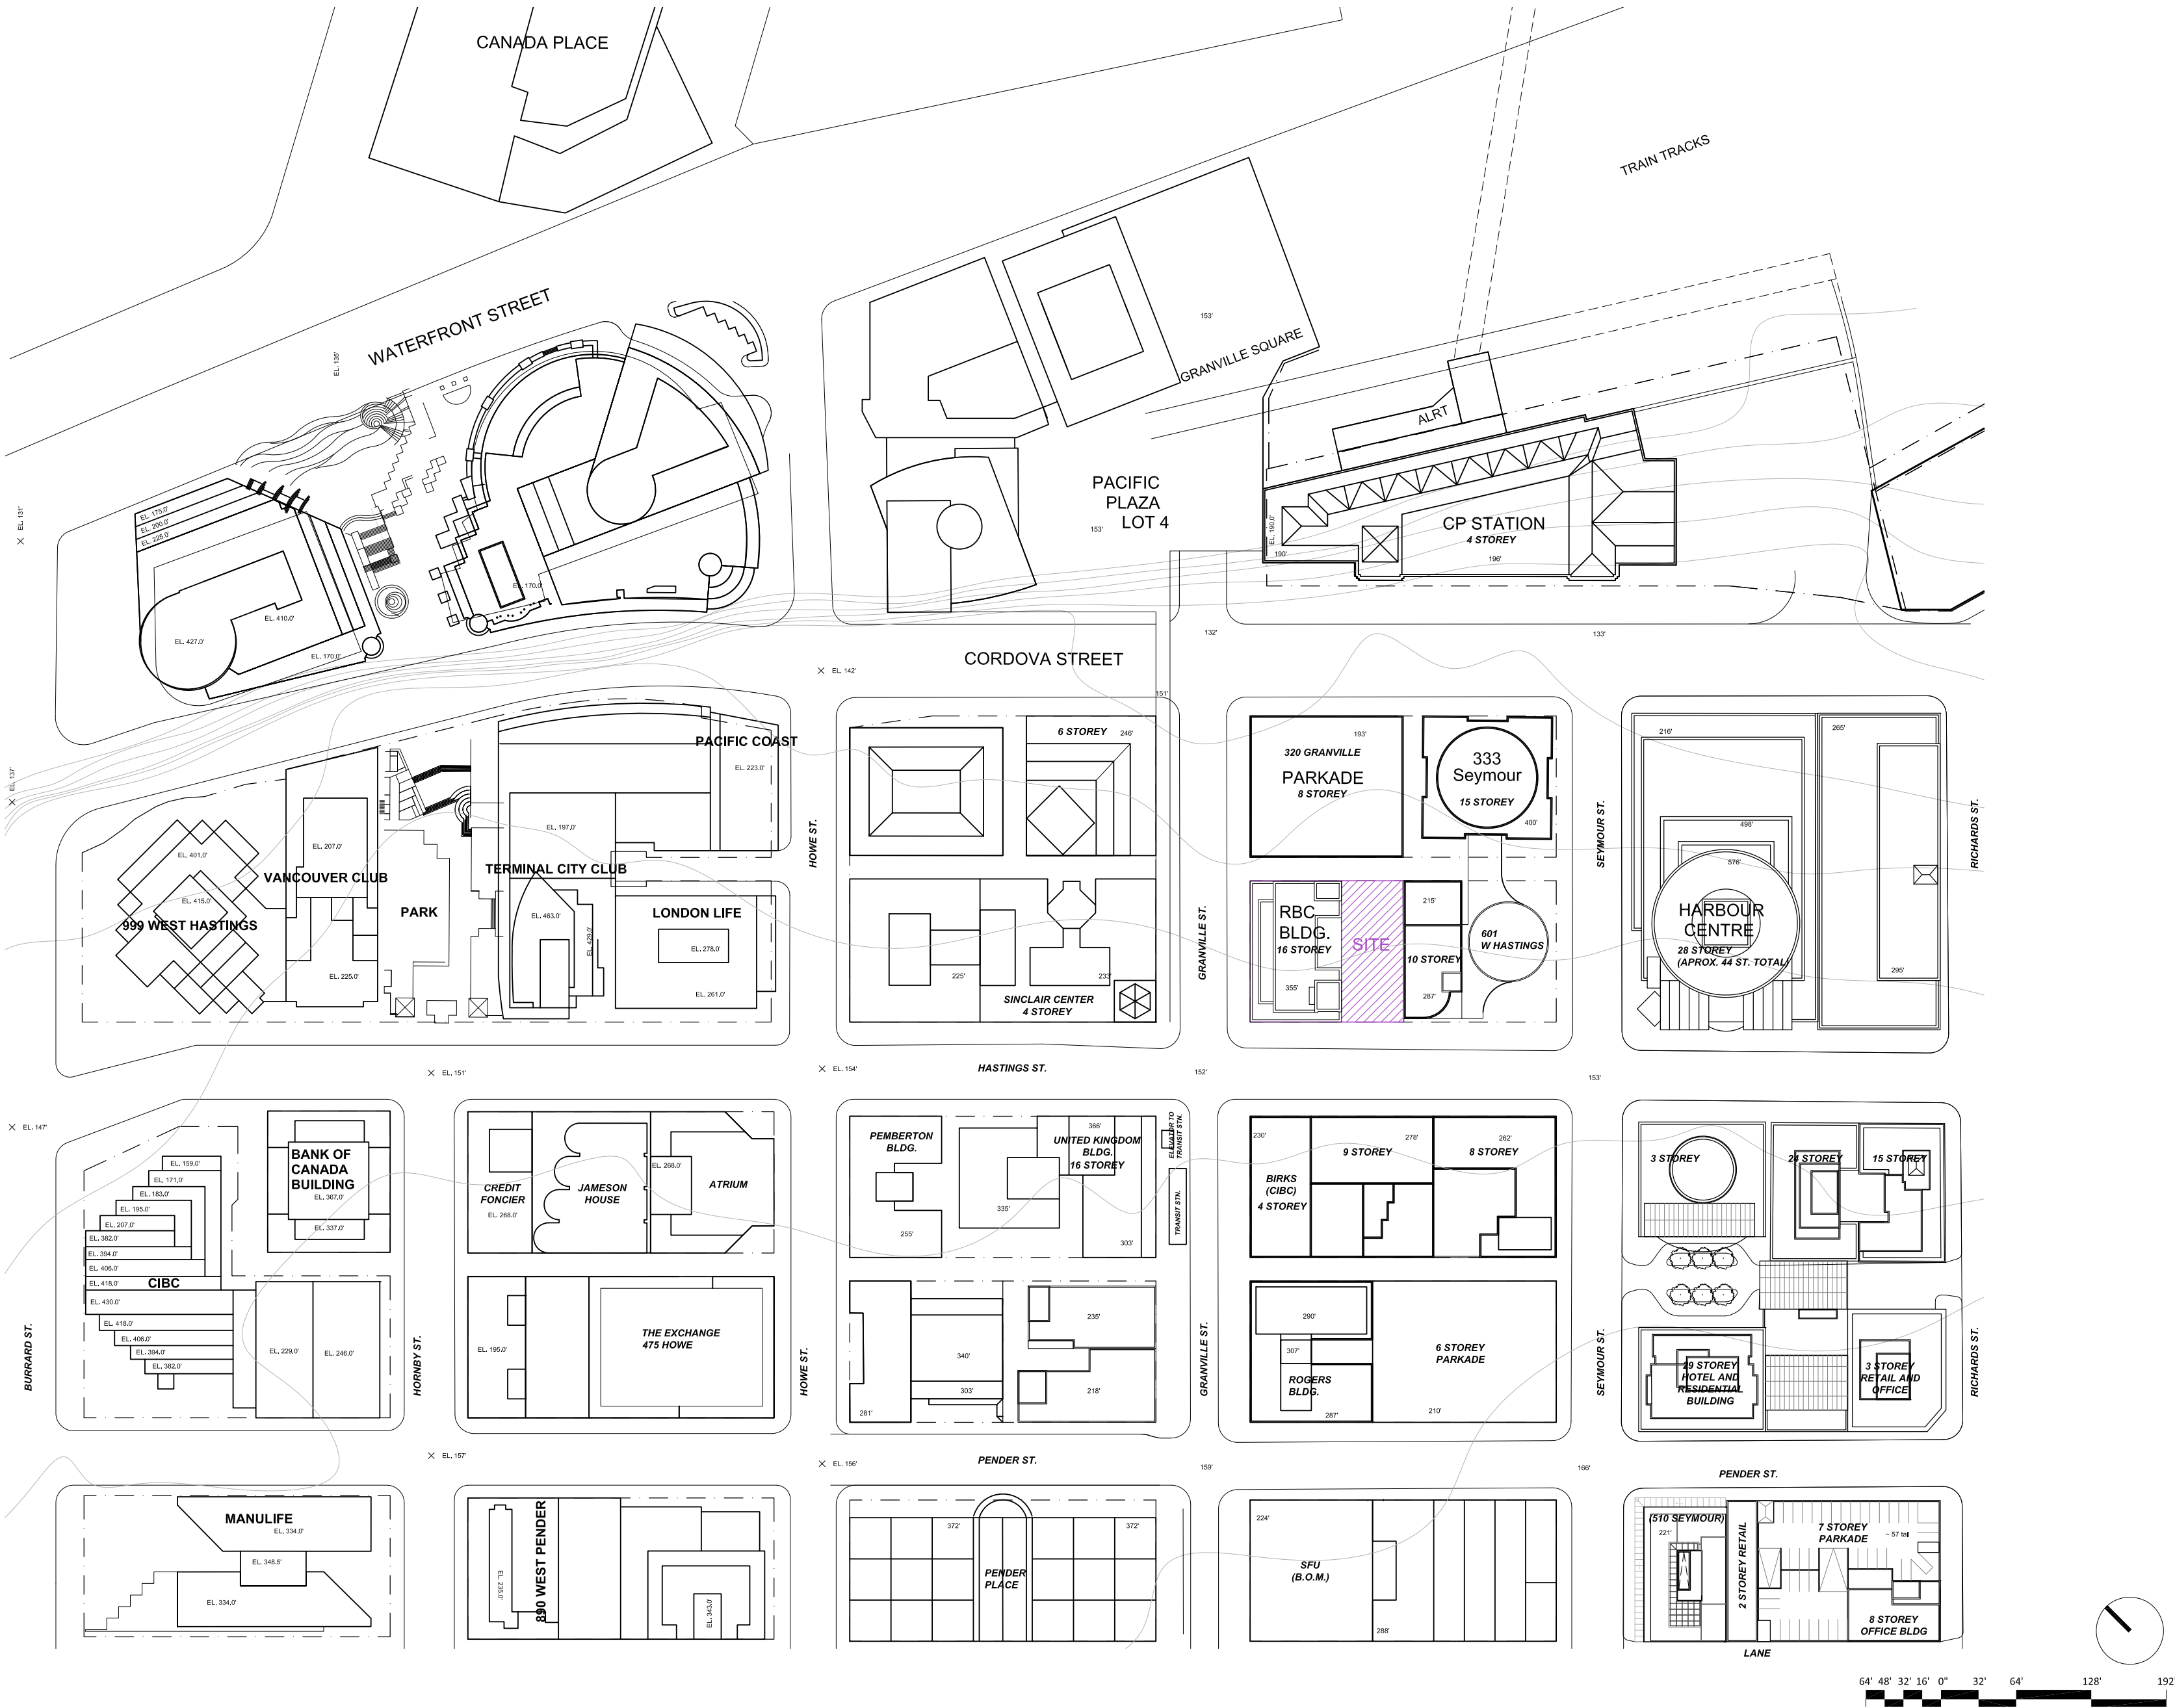 CANADA PLACE
TRAIN TRACKS
WATERFRONT STREET
EL. 135'
153'
GRANVILLE SQUARE
ALRT
PACIFIC
PLAZA
LOT 4
153'
CP STATION
4 STOREY
EL. 190.0'
190'
196'
EL. 131'
EL. 175.0'
EL. 200.0'
EL. 225.0'
EL. 427.0'
EL. 410.0'
EL. 170.0'
EL. 170.0'
132'
133'
CORDOVA STREET
EL. 142'
151'
EL. 137'
PACIFIC COAST
EL. 223.0'
EL. 197.0'
EL. 207.0'
EL. 401.0'
EL. 415.0'
VANCOUVER CLUB
TERMINAL CITY CLUB
999 WEST HASTINGS
PARK
LONDON LIFE
EL. 463.0'
EL. 429.0'
EL. 278.0'
EL. 261.0'
EL. 225.0'
HOWE ST.
6 STOREY
246'
225'
233'
SINCLAIR CENTER
4 STOREY
GRANVILLE ST.
193'
320 GRANVILLE
PARKADE
8 STOREY
333
Seymour
15 STOREY
400'
RBC
BLDG.
16 STOREY
355'
SITE
215'
10 STOREY
287'
601
W HASTINGS
SEYMOUR ST.
216'
265'
498'
576'
HARBOUR
CENTRE
28 STOREY
(APROX. 44 ST. TOTAL)
295'
RICHARDS ST.
EL. 151'
EL. 154'
HASTINGS ST.
152'
153'
EL. 147'
BANK OF
CANADA
BUILDING
EL. 367.0'
EL. 337.0'
EL. 159.0'
EL. 171.0'
EL. 183.0'
EL. 195.0'
EL. 207.0'
EL. 382.0'
EL. 394.0'
EL. 406.0'
EL. 418.0'
CIBC
EL. 430.0'
EL. 418.0'
EL. 406.0'
EL. 394.0'
EL. 382.0'
EL. 229.0'
EL. 246.0'
BURRARD ST.
HORNBY ST.
CREDIT
FONCIER
EL. 268.0'
JAMESON
HOUSE
EL. 268.0'
ATRIUM
EL. 195.0'
THE EXCHANGE
475 HOWE
HOWE ST.
PEMBERTON
BLDG.
255'
335'
366'
UNITED KINGDOM
BLDG.
16 STOREY
303'
ELEVATOR TO
TRANSIT STN.
TRANSIT STN.
235'
340'
303'
218'
281'
GRANVILLE ST.
230'
BIRKS
(CIBC)
4 STOREY
278'
9 STOREY
262'
8 STOREY
290'
307'
ROGERS
BLDG.
287'
6 STOREY
PARKADE
210'
SEYMOUR ST.
3 STOREY
24 STOREY
15 STOREY
29 STOREY
HOTEL AND
RESIDENTIAL
BUILDING
3 STOREY
RETAIL AND
OFFICE
RICHARDS ST.
EL. 157'
EL. 156'
PENDER ST.
159'
166'
PENDER ST.
MANULIFE
EL. 334.0'
EL. 348.5'
EL. 334.0'
EL. 235.0'
890 WEST PENDER
EL. 343.0'
372'
372'
PENDER
PLACE
224'
SFU
(B.O.M.)
288'
(510 SEYMOUR)
221'
2 STOREY RETAIL
7 STOREY
PARKADE
~ 57 tall
8 STOREY
OFFICE BLDG
LANE
64' 48' 32' 16' 0" 32' 64' 128' 192